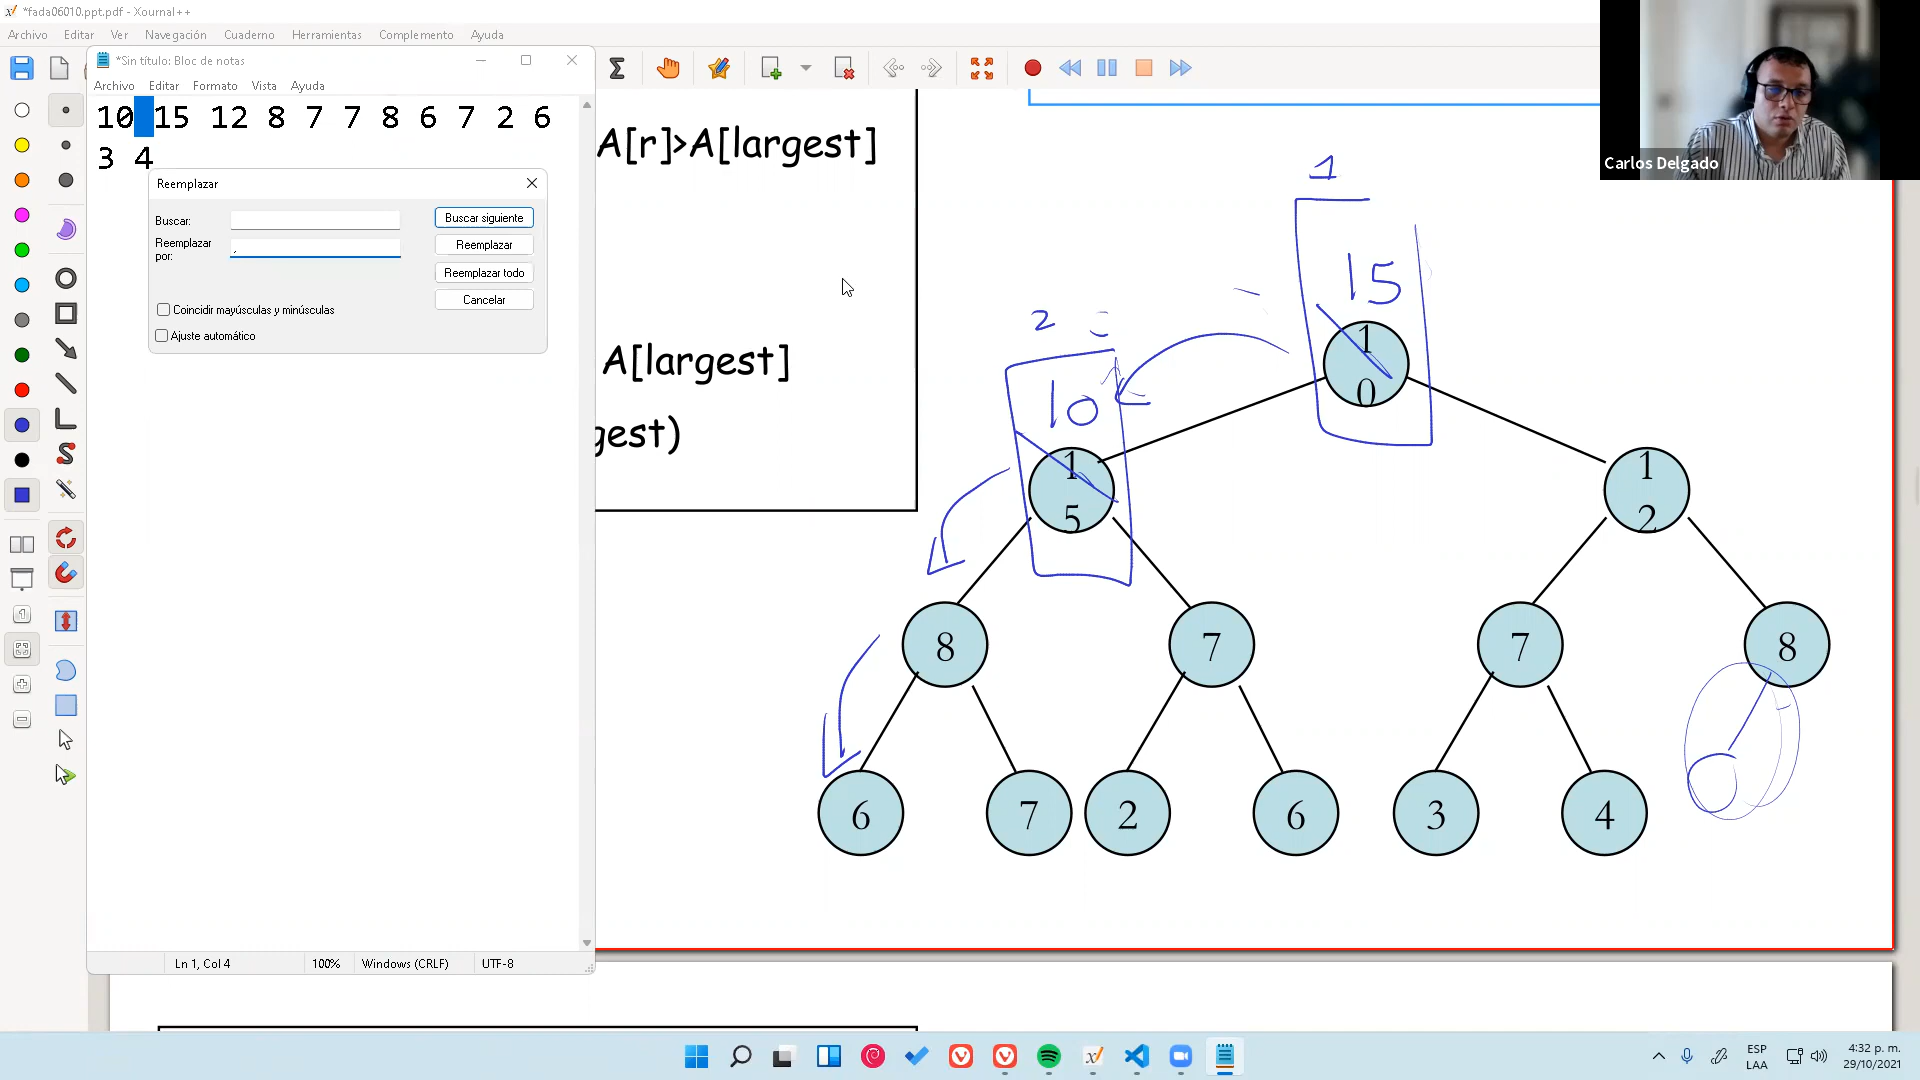 *fada06010.ppt.pdf - Xournal++
Archivo Editar Ver Navegación Cuaderno Herramientas Complemento Ayuda
*Sin título: Bloc de notas
Archivo Editar Formato Vista Ayuda
10 15 12 8 7 7 8 6 7 2 6
3 4
Reemplazar
Buscar:
Buscar siguiente
Reemplazar
por:
.
Reemplazar
Reemplazar todo
Cancelar
Coincidir mayúsculas y minúsculas
Ajuste automático
Ln 1, Col 4
100%
Windows (CRLF)
UTF-8
A[r]>A[largest]
A[largest]
gest)
Carlos Delgado
1
15
1
0
2
10
1
5
1
2
8
7
7
8
6
7
2
6
3
4
ESP
LAA
4:32 p. m.
29/10/2021